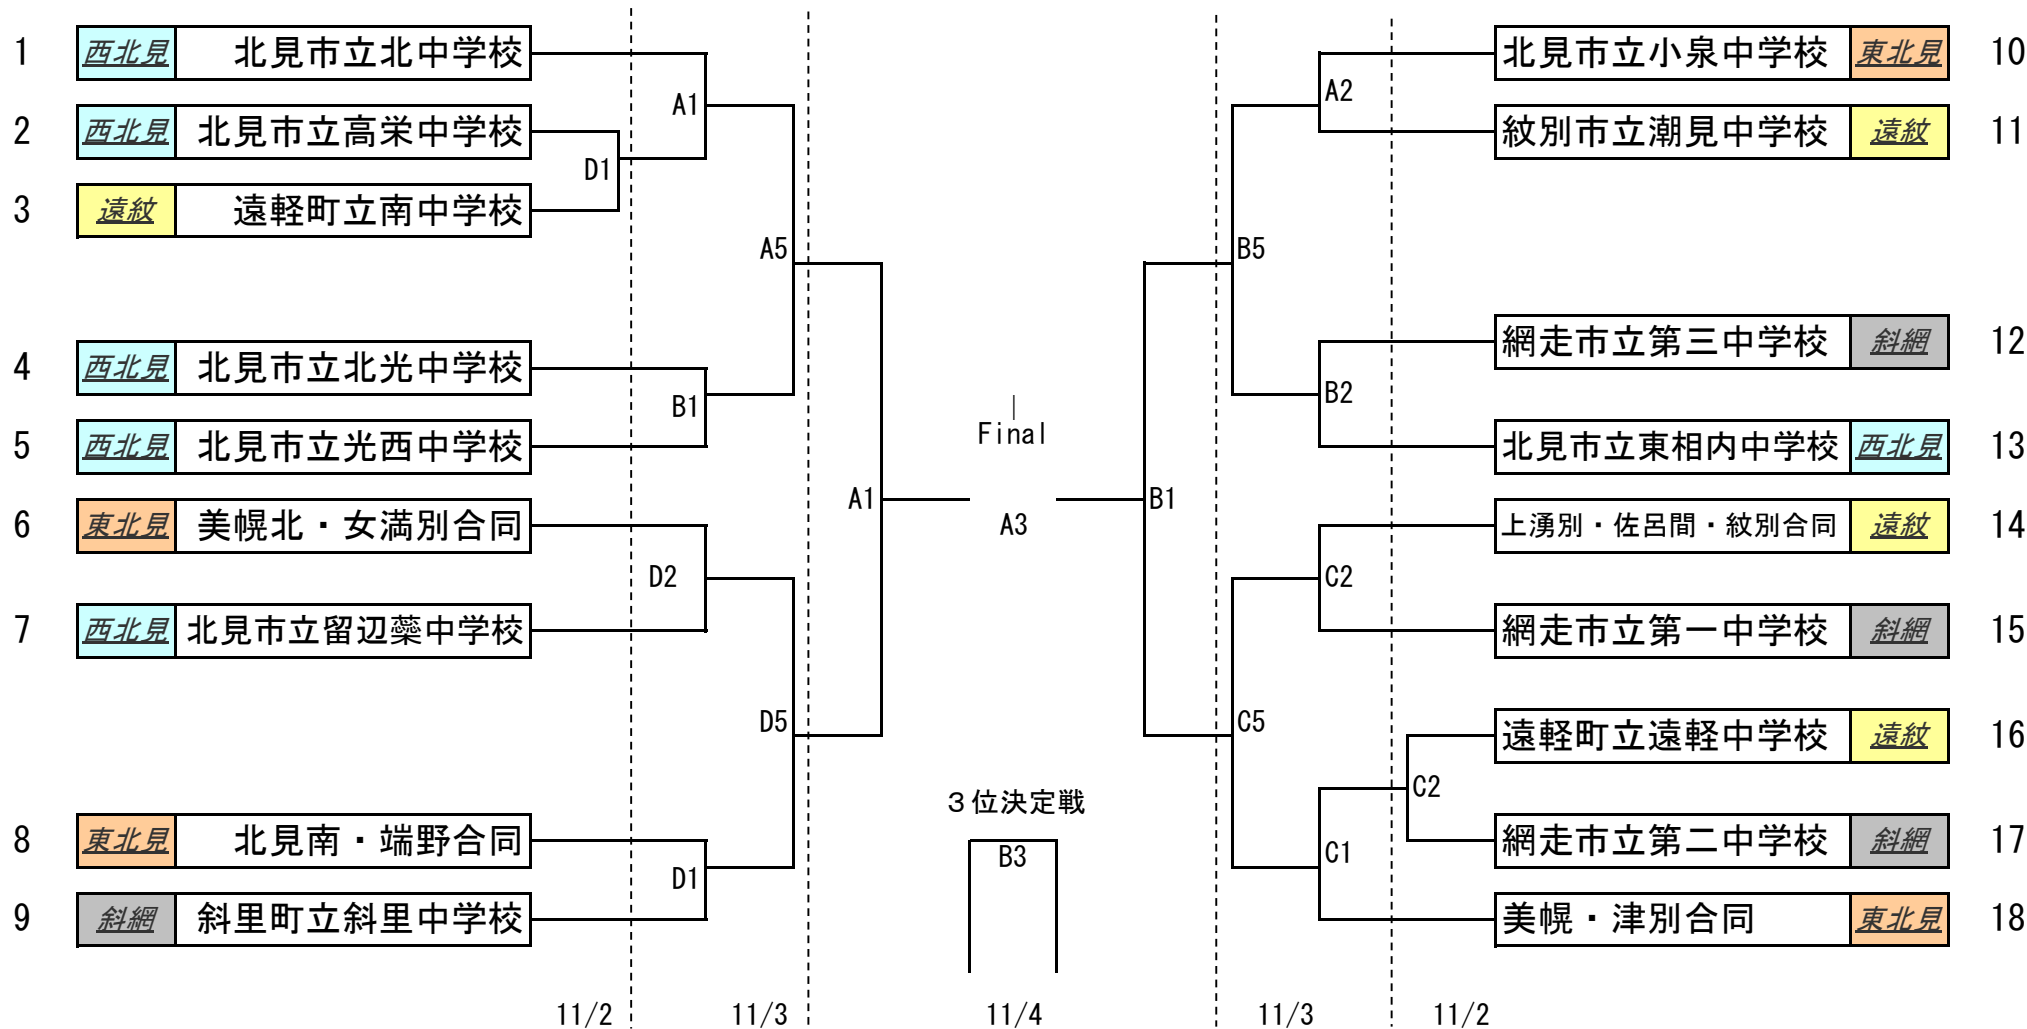 1 西北見 北見市立北中学校
2 西北見 北見市立高栄中学校
3 遠紋 遠軽町立南中学校
4 西北見 北見市立北光中学校
5 西北見 北見市立光西中学校
6 東北見 美幌北・女満別合同
7 西北見 北見市立留辺蘂中学校
8 東北見 北見南・端野合同
9 斜網 斜里町立斜里中学校
A1
D1
A5
B1
D2
D5
D1
A1
Final
A3
B1
３位決定戦
B3
A2
B5
B2
C2
C5
C2
C1
北見市立小泉中学校 東北見 10
紋別市立潮見中学校 遠紋 11
網走市立第三中学校 斜網 12
北見市立東相内中学校 西北見 13
上湧別・佐呂間・紋別合同 遠紋 14
網走市立第一中学校 斜網 15
遠軽町立遠軽中学校 遠紋 16
網走市立第二中学校 斜網 17
美幌・津別合同 東北見 18
11/2 11/3 11/4 11/3 11/2